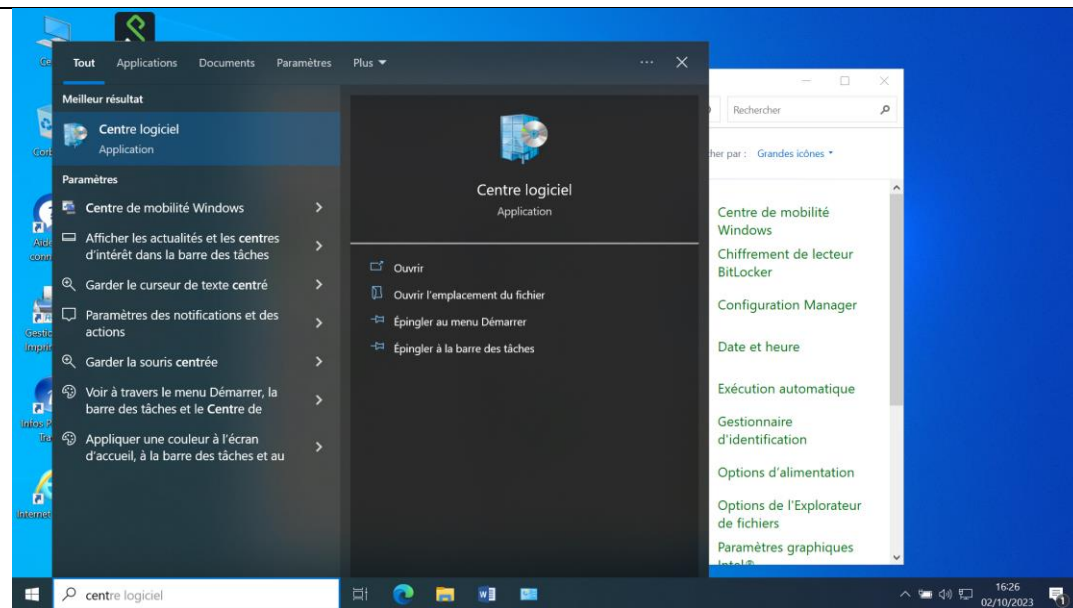 Tout Applications Documents Paramètres Plus
Meilleur résultat
Centre logiciel
Application
Paramètres
Centre de mobilité Windows
Afficher les actualités et les centres
d'intérêt dans la barre des tâches
Garder le curseur de texte centré
Paramètres des notifications et des
actions
Garder la souris centrée
Voir à travers le menu Démarrer, la
barre des tâches et le Centre de
Appliquer une couleur à l'écran
d'accueil, à la barre des tâches et au
Centre logiciel
Application
Ouvrir
Ouvrir l'emplacement du fichier
Épingler au menu Démarrer
Épingler à la barre des tâches
Rechercher
par : Grandes icônes
Centre de mobilité
Windows
Chiffrement de lecteur
BitLocker
Configuration Manager
Date et heure
Exécution automatique
Gestionnaire
d'identification
Options d'alimentation
Options de l'Explorateur
de fichiers
Paramètres graphiques
centre logiciel
16:26
02/10/2023
1